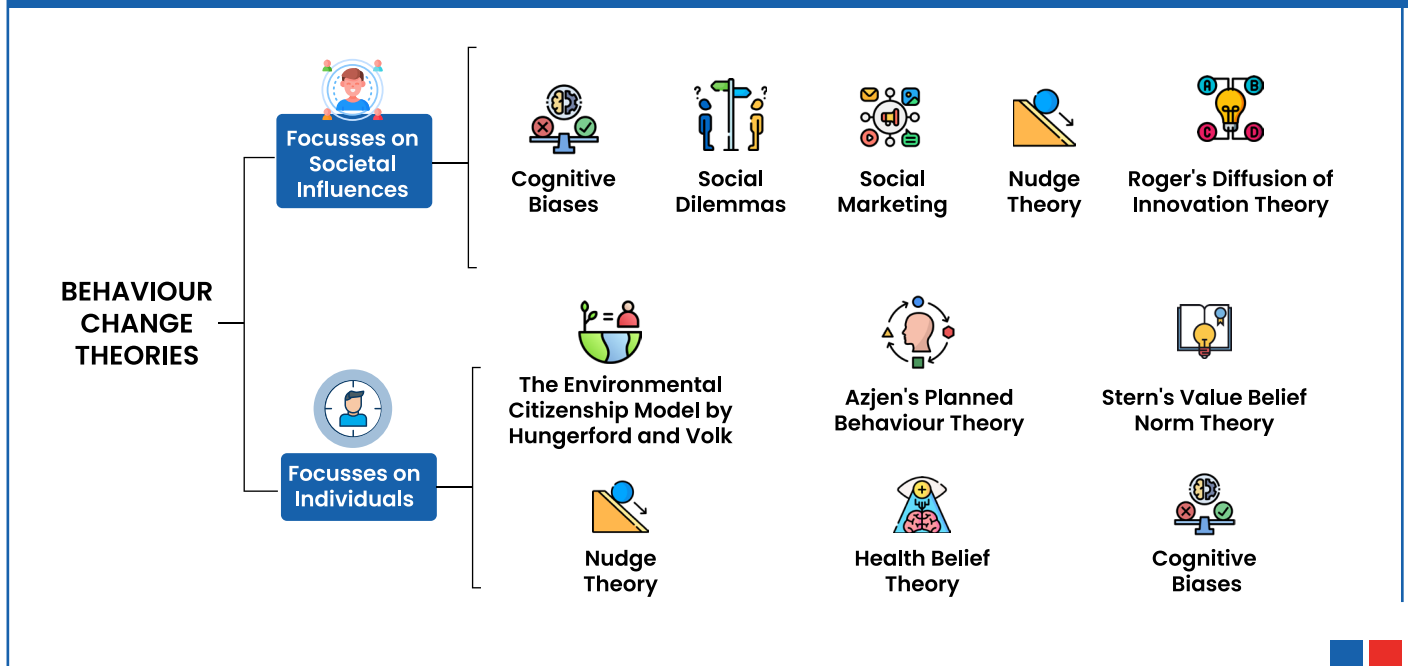 BEHAVIOUR
CHANGE
THEORIES
Focusses on
Societal
Influences
Cognitive
Biases
Social
Dilemmas
?
?
Social
Marketing
Nudge
Theory
A
B
C
D
Roger's Diffusion of
Innovation Theory
Focusses on
Individuals
The Environmental
Citizenship Model by
Hungerford and Volk
Azjen's Planned
Behaviour Theory
Stern's Value Belief
Norm Theory
Nudge
Theory
Health Belief
Theory
Cognitive
Biases